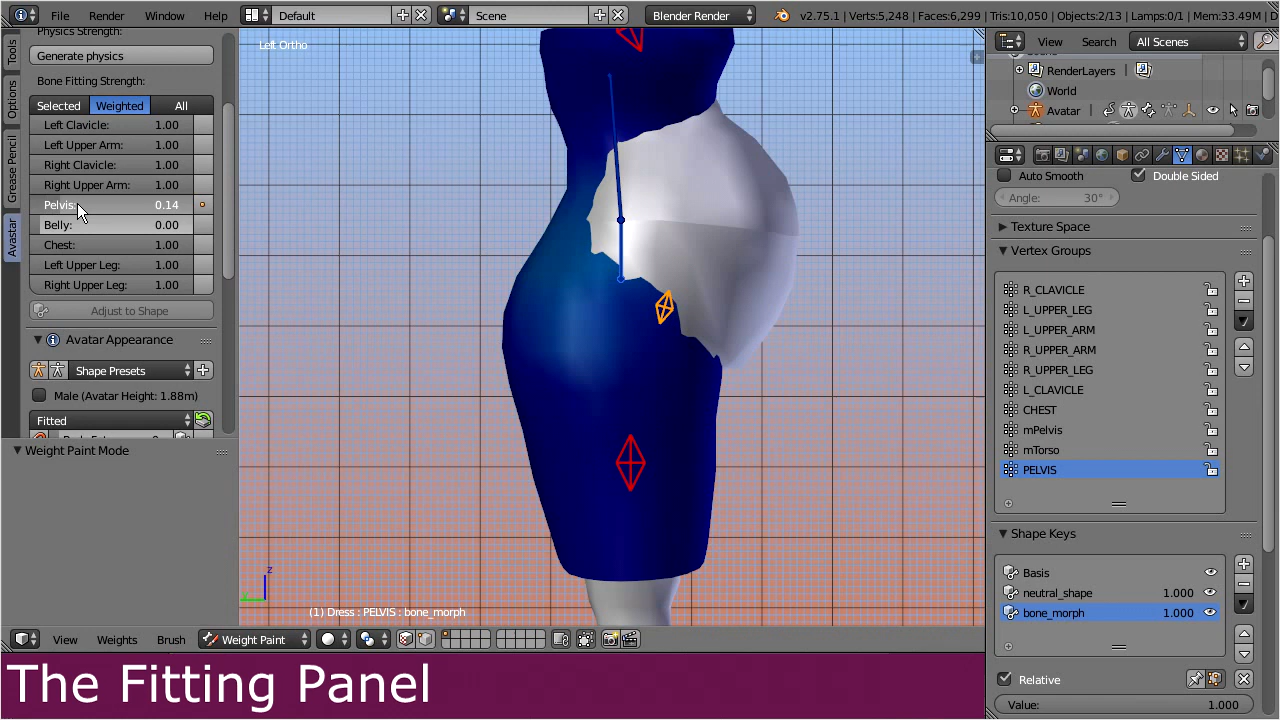 File Render Window Help Default Scene Blender Render v2.75.1 | Verts:5,248 | Faces:6,299 | Tris:10,050 | Objects:2/13 | Lamps:0/1 | Mem:33.49M
Tools
Options
Grease Pencil
Avastar
Physics Strength:
Generate physics
Bone Fitting Strength:
Selected Weighted All
Left Clavicle: 1.00
Left Upper Arm: 1.00
Right Clavicle: 1.00
Right Upper Arm: 1.00
Pelvis: 0.14
Belly: 0.00
Chest: 1.00
Left Upper Leg: 1.00
Right Upper Leg: 1.00
Adjust to Shape
Avatar Appearance
Shape Presets
Male (Avatar Height: 1.88m)
Fitted
Weight Paint Mode
Left Ortho
z
y
(1) Dress : PELVIS : bone_morph
View Weights Brush Weight Paint
View Search All Scenes
RenderLayers
World
Avatar
Auto Smooth Double Sided
Angle: 30°
Texture Space
Vertex Groups
R_CLAVICLE
L_UPPER_LEG
L_UPPER_ARM
R_UPPER_ARM
R_UPPER_LEG
L_CLAVICLE
CHEST
mPelvis
mTorso
PELVIS
Shape Keys
Basis
neutral_shape 1.000
bone_morph 1.000
Relative
Value: 1.000
The Fitting Panel